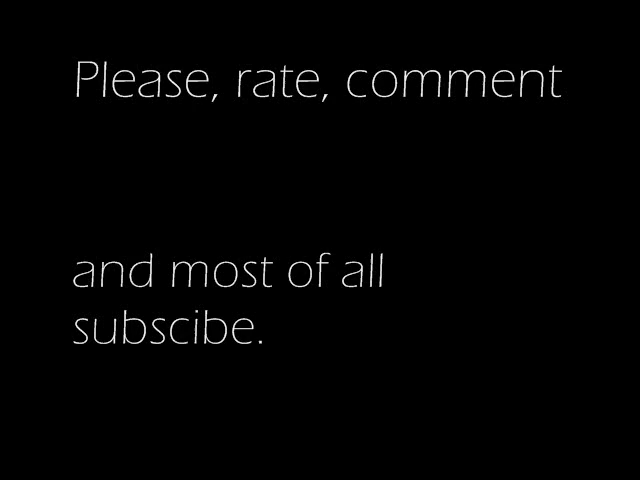 Please, rate, comment
and most of all
subscibe.